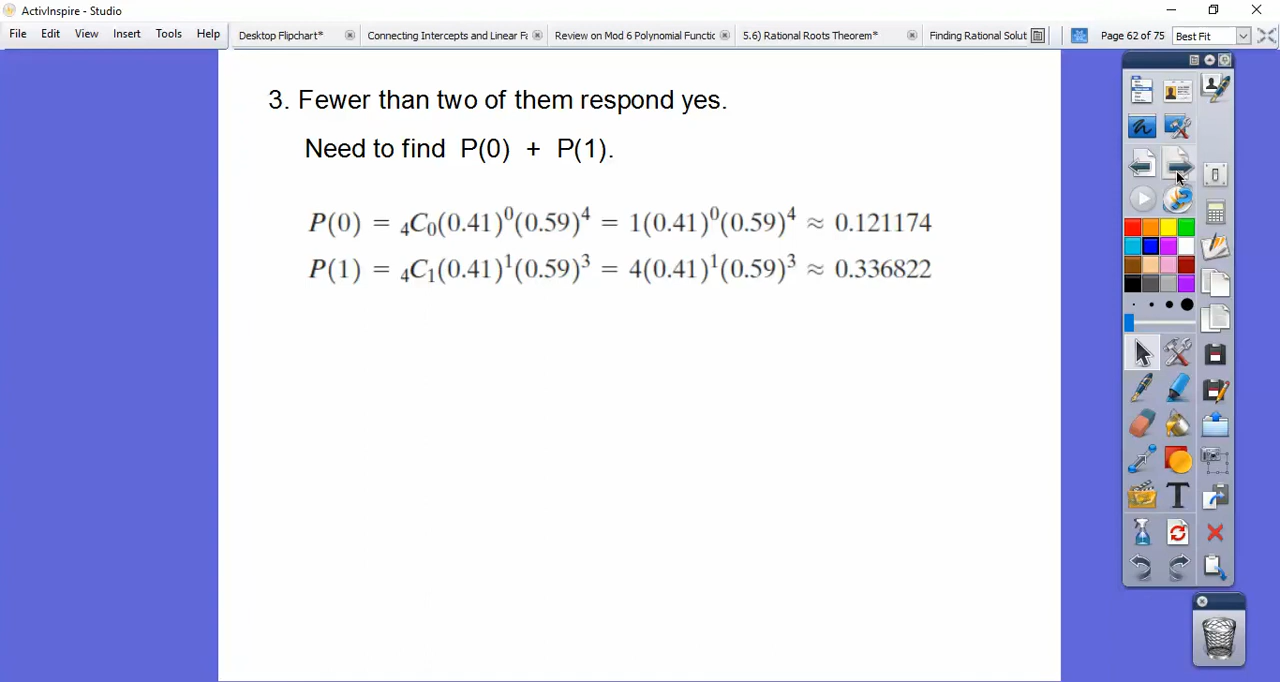 ActivInspire - Studio
File Edit View Insert Tools Help
Desktop Flipchart* Connecting Intercepts and Linear Fa Review on Mod 6 Polynomial Functic 5.6) Rational Roots Theorem* Finding Rational Solut Page 62 of 75 Best Fit
3. Fewer than two of them respond yes.
Need to find P(0) + P(1).
P(0) = ₄C₀(0.41)⁰(0.59)⁴ = 1(0.41)⁰(0.59)⁴ ≈ 0.121174
P(1) = ₄C₁(0.41)¹(0.59)³ = 4(0.41)¹(0.59)³ ≈ 0.336822